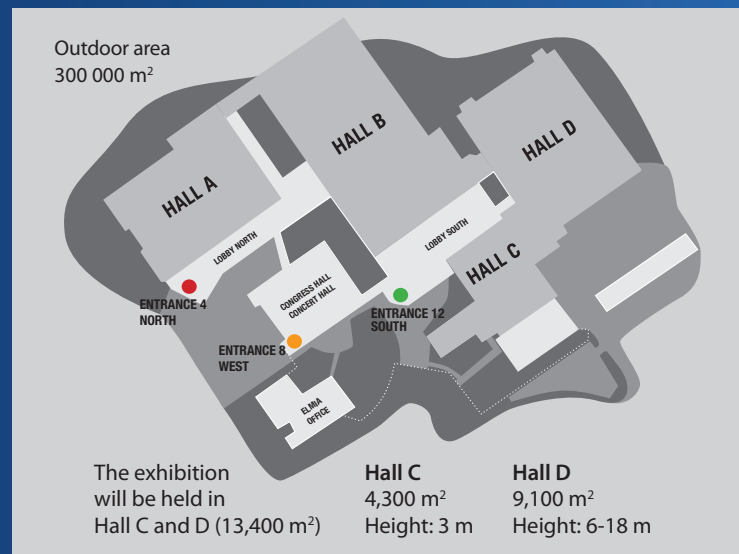 Outdoor area
300 000 m²
HALL B
HALL D
HALL A
LOBBY NORTH
LOBBY SOUTH
HALL C
CONGRESS HALL
CONCERT HALL
ENTRANCE 4
NORTH
ENTRANCE 12
SOUTH
ENTRANCE 8
WEST
ELMIA
OFFICE
The exhibition
will be held in
Hall C and D (13,400 m²)
Hall C
4,300 m²
Height: 3 m
Hall D
9,100 m²
Height: 6-18 m